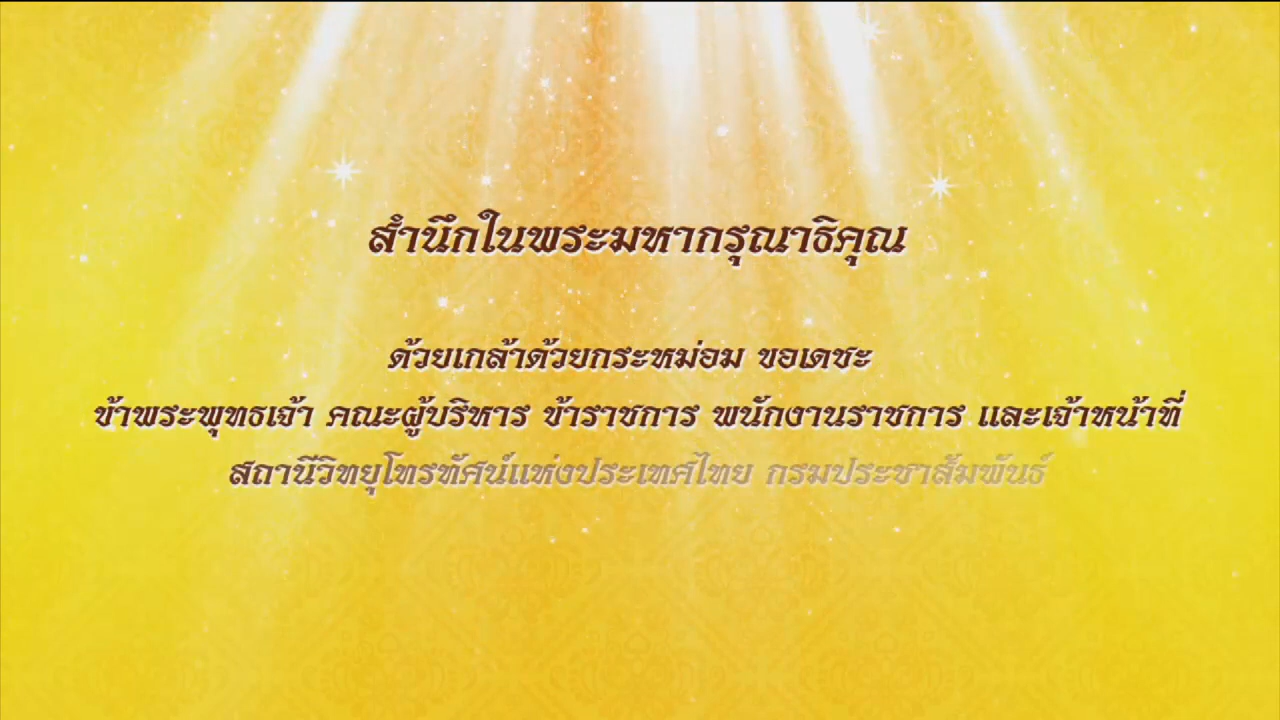 สำนึกในพระมหากรุณาธิคุณ
ด้วยเกล้าด้วยกระหม่อม ขอเดชะ
ข้าพระพุทธเจ้า คณะผู้บริหาร ข้าราชการ พนักงานราชการ และเจ้าหน้าที่
สถานีวิทยุโทรทัศน์แห่งประเทศไทย กรมประชาสัมพันธ์